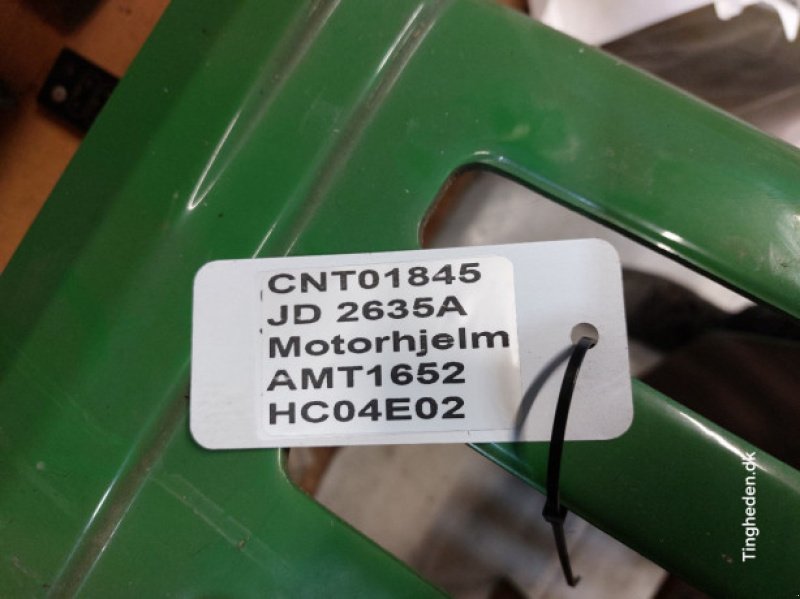 CNT01845
JD 2635A
Motorhjelm
AMT1652
HC04E02
Tingheden.dk